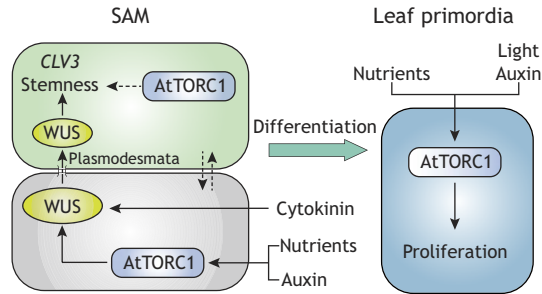 SAM
Leaf primordia
CLV3
Stemness
AtTORC1
WUS
Plasmodesmata
WUS
AtTORC1
Differentiation
Cytokinin
Nutrients
Auxin
Nutrients
Light
Auxin
AtTORC1
Proliferation